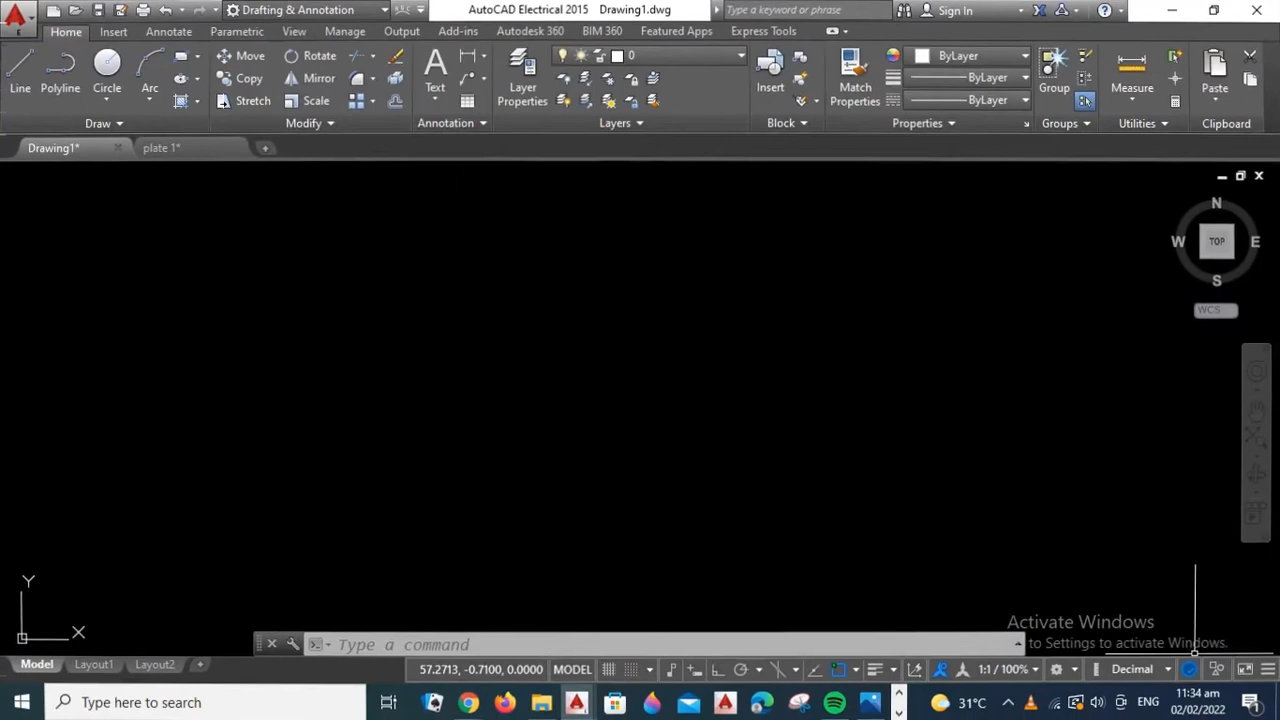 Drafting & Annotation AutoCAD Electrical 2015 Drawing1.dwg Type a keyword or phrase Sign In
Home Insert Annotate Parametric View Manage Output Add-ins Autodesk 360 BIM 360 Featured Apps Express Tools
Move Rotate 0 ByLayer
Line Polyline Circle Arc Copy Mirror Text Layer Properties Insert Match Properties ByLayer Group Measure Paste
Stretch Scale ByLayer
Draw Modify Annotation Layers Block Properties Groups Utilities Clipboard
Drawing1* plate 1*
N
W TOP E
S
WCS
Y
X
Activate Windows
to Settings to activate Windows.
Type a command
Model Layout1 Layout2 57.2713, -0.7100, 0.0000 MODEL 1:1 / 100% Decimal
Type here to search 31°C ENG 11:34 am
02/02/2022